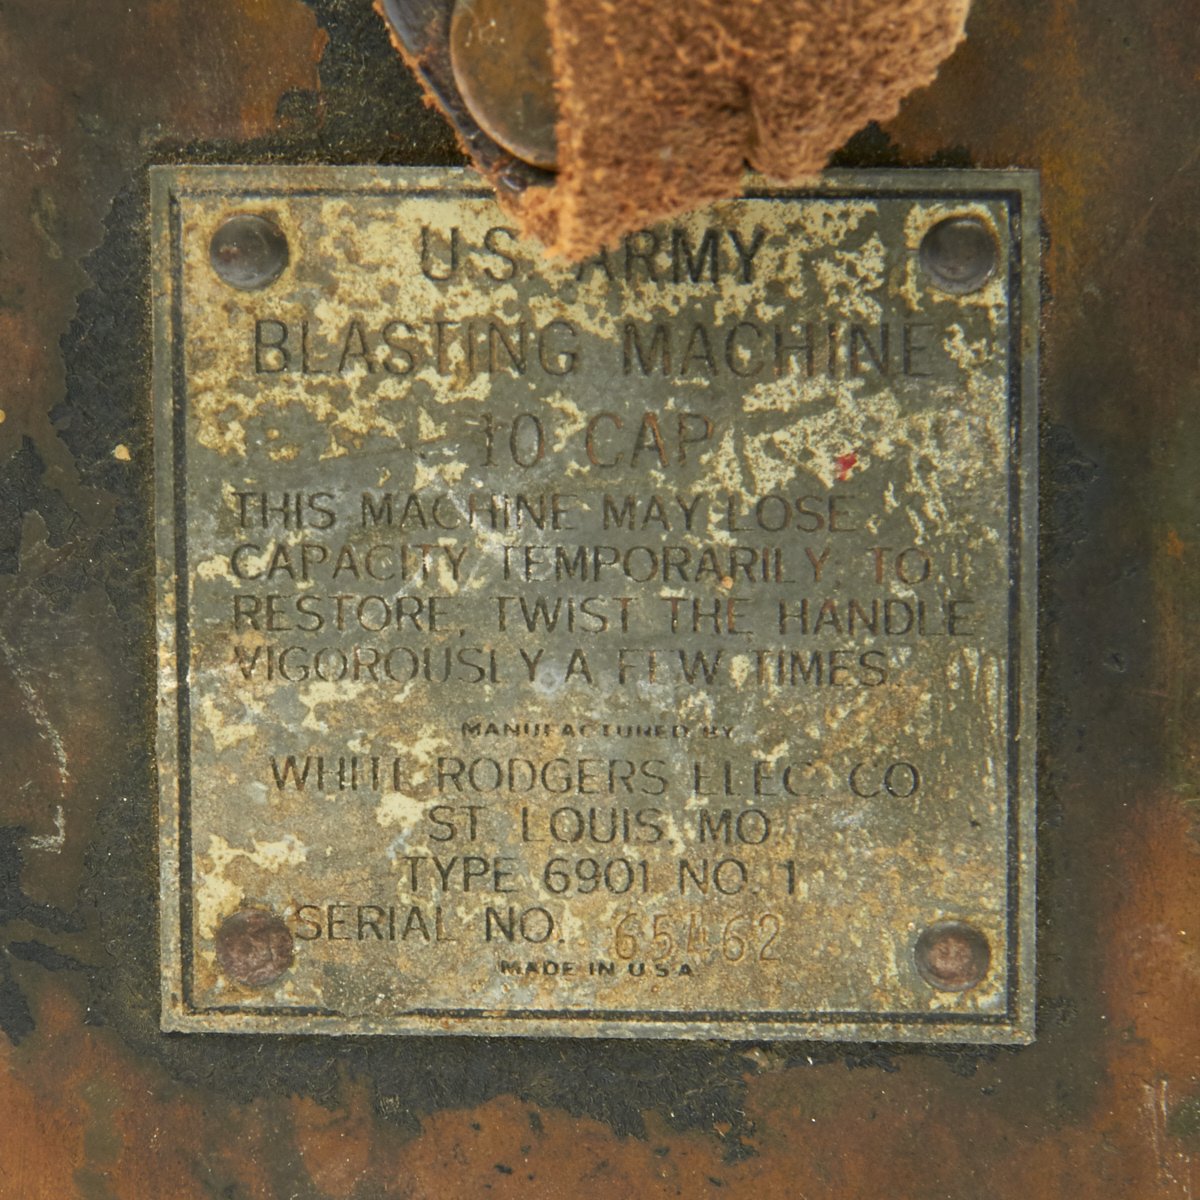 U.S. ARMY
BLASTING MACHINE
10 CAP
THIS MACHINE MAY LOSE
CAPACITY TEMPORARILY. TO
RESTORE, TWIST THE HANDLE
VIGOROUSLY A FEW TIMES.
MANUFACTURED BY
WHITE RODGERS ELEC. CO
ST. LOUIS, MO.
TYPE 6901 NO. 1
SERIAL NO. 65462
MADE IN U S A